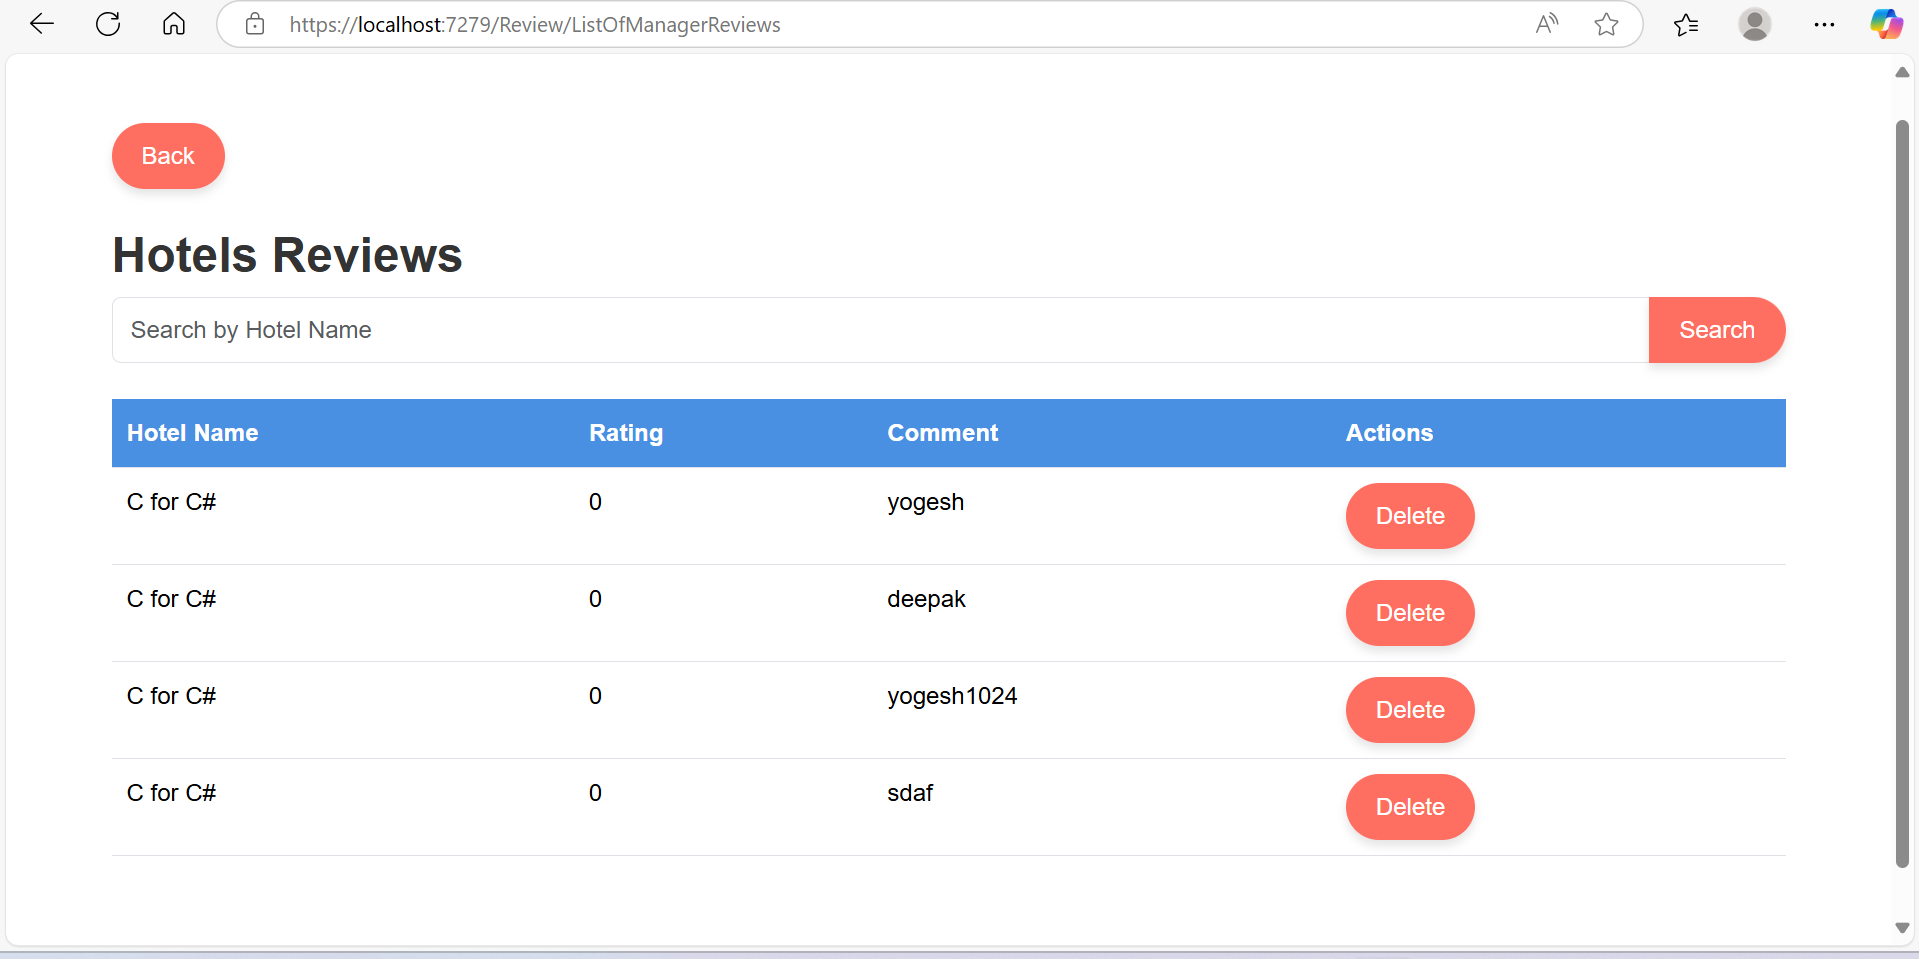 https://localhost:7279/Review/ListOfManagerReviews
Back
Hotels Reviews
Search by Hotel Name Search
Hotel Name Rating Comment Actions
C for C# 0 yogesh Delete
C for C# 0 deepak Delete
C for C# 0 yogesh1024 Delete
C for C# 0 sdaf Delete